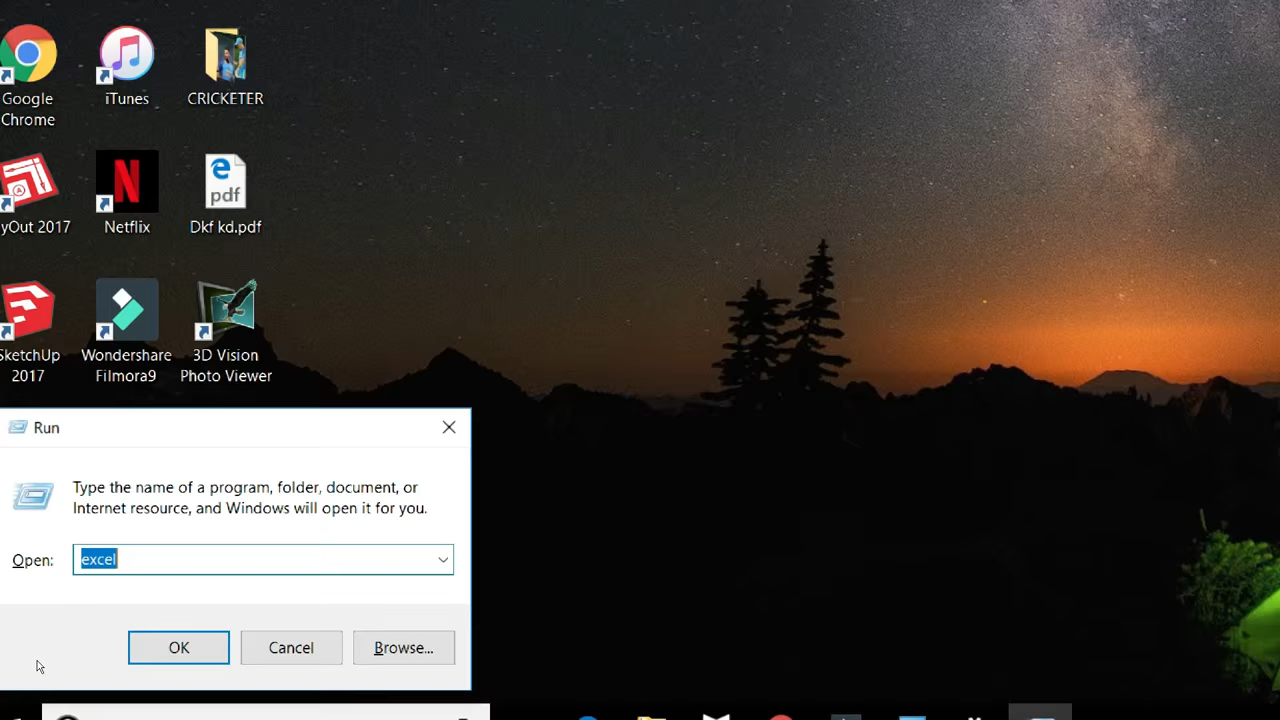 Google
Chrome
iTunes
CRICKETER
yOut 2017
Netflix
pdf
Dkf kd.pdf
SketchUp
2017
Wondershare
Filmora9
3D Vision
Photo Viewer
Run
Type the name of a program, folder, document, or
Internet resource, and Windows will open it for you.
Open:
excel
OK
Cancel
Browse...